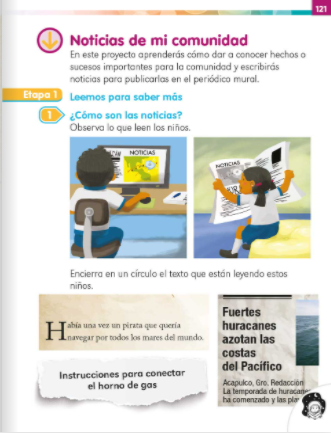 121
Noticias de mi comunidad
En este proyecto aprenderás cómo dar a conocer hechos o
sucesos importantes para la comunidad y escribirás
noticias para publicarlas en el periódico mural.
Etapa 1
Leemos para saber más
1
¿Cómo son las noticias?
Observa lo que leen los niños.
NOTICIAS
NOTICIAS
Encierra en un círculo el texto que están leyendo estos
niños.
Había una vez un pirata que quería
navegar por todos los mares del mundo.
Instrucciones para conectar
el horno de gas
Fuertes
huracanes
azotan las
costas
del Pacífico
Acapulco, Gro. Redacción
La temporada de huracanes
ha comenzado y las